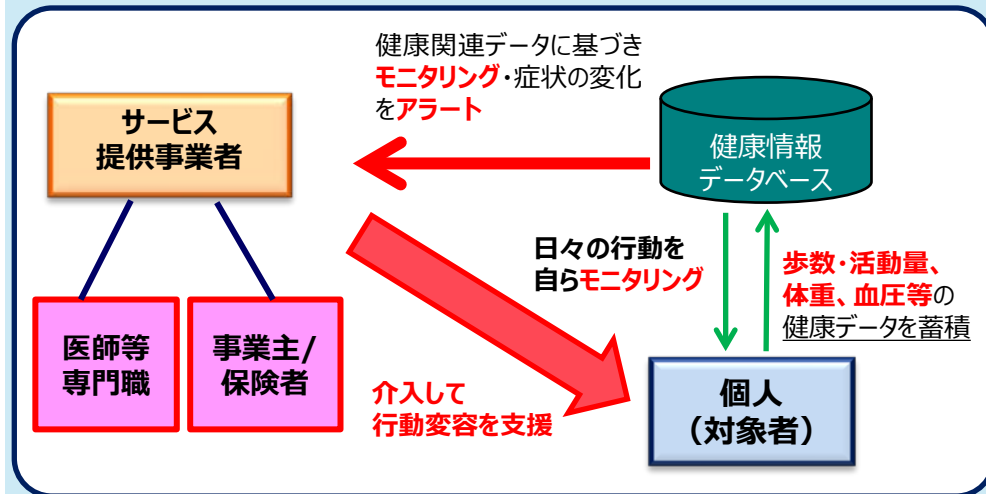 健康関連データに基づき
モニタリング・症状の変化
をアラート
サービス
提供事業者
健康情報
データベース
日々の行動を
自らモニタリング
歩数・活動量、
体重、血圧等の
健康データを蓄積
医師等
専門職
事業主/
保険者
介入して
行動変容を支援
個人
（対象者）